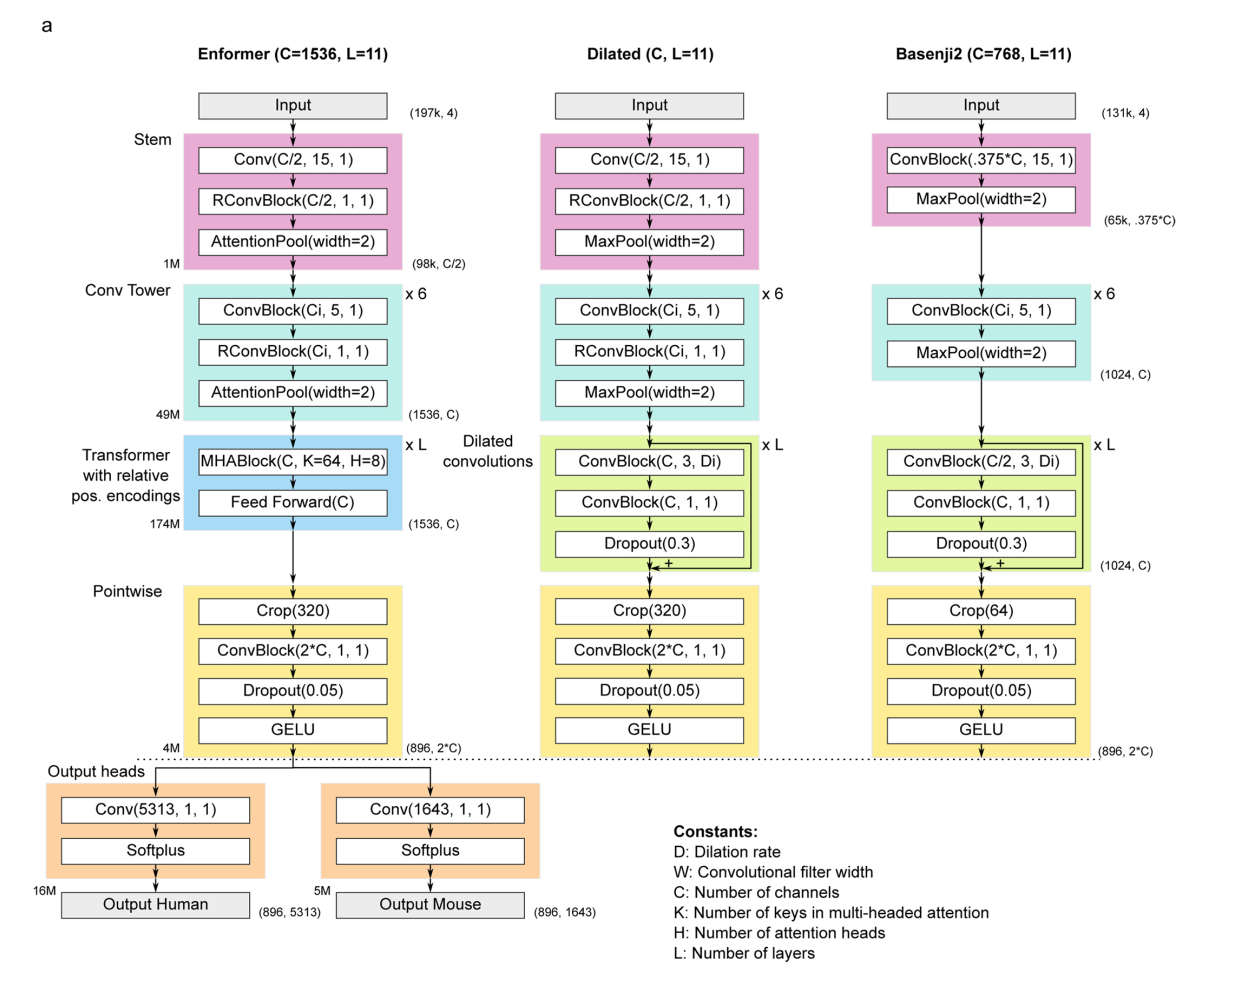 a
Enformer (C=1536, L=11)
Input
(197k, 4)
Stem
Conv(C/2, 15, 1)
RConvBlock(C/2, 1, 1)
AttentionPool(width=2)
1M
(98k, C/2)
Conv Tower
x 6
ConvBlock(Ci, 5, 1)
RConvBlock(Ci, 1, 1)
AttentionPool(width=2)
49M
(1536, C)
Transformer
with relative
pos. encodings
x L
MHABlock(C, K=64, H=8)
Feed Forward(C)
174M
(1536, C)
Pointwise
Crop(320)
ConvBlock(2*C, 1, 1)
Dropout(0.05)
GELU
4M
(896, 2*C)
Output heads
Conv(5313, 1, 1)
Softplus
16M
Output Human
(896, 5313)
Conv(1643, 1, 1)
Softplus
5M
Output Mouse
(896, 1643)
Dilated (C, L=11)
Input
Conv(C/2, 15, 1)
RConvBlock(C/2, 1, 1)
MaxPool(width=2)
x 6
ConvBlock(Ci, 5, 1)
RConvBlock(Ci, 1, 1)
MaxPool(width=2)
Dilated
convolutions
x L
ConvBlock(C, 3, Di)
ConvBlock(C, 1, 1)
Dropout(0.3)
+
Crop(320)
ConvBlock(2*C, 1, 1)
Dropout(0.05)
GELU
Basenji2 (C=768, L=11)
Input
(131k, 4)
ConvBlock(.375*C, 15, 1)
MaxPool(width=2)
(65k, .375*C)
x 6
ConvBlock(Ci, 5, 1)
MaxPool(width=2)
(1024, C)
x L
ConvBlock(C/2, 3, Di)
ConvBlock(C, 1, 1)
Dropout(0.3)
+
(1024, C)
Crop(64)
ConvBlock(2*C, 1, 1)
Dropout(0.05)
GELU
(896, 2*C)
Constants:
D: Dilation rate
W: Convolutional filter width
C: Number of channels
K: Number of keys in multi-headed attention
H: Number of attention heads
L: Number of layers